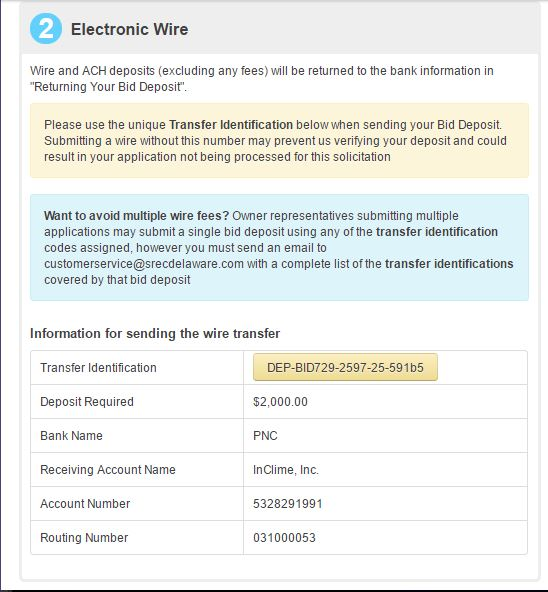 2 Electronic Wire
Wire and ACH deposits (excluding any fees) will be returned to the bank information in
"Returning Your Bid Deposit".
Please use the unique Transfer Identification below when sending your Bid Deposit.
Submitting a wire without this number may prevent us verifying your deposit and could
result in your application not being processed for this solicitation
Want to avoid multiple wire fees? Owner representatives submitting multiple
applications may submit a single bid deposit using any of the transfer identification
codes assigned, however you must send an email to
customerservice@srecdelaware.com with a complete list of the transfer identifications
covered by that bid deposit
Information for sending the wire transfer
Transfer Identification DEP-BID729-2597-25-591b5
Deposit Required $2,000.00
Bank Name PNC
Receiving Account Name InClime, Inc.
Account Number 5328291991
Routing Number 031000053